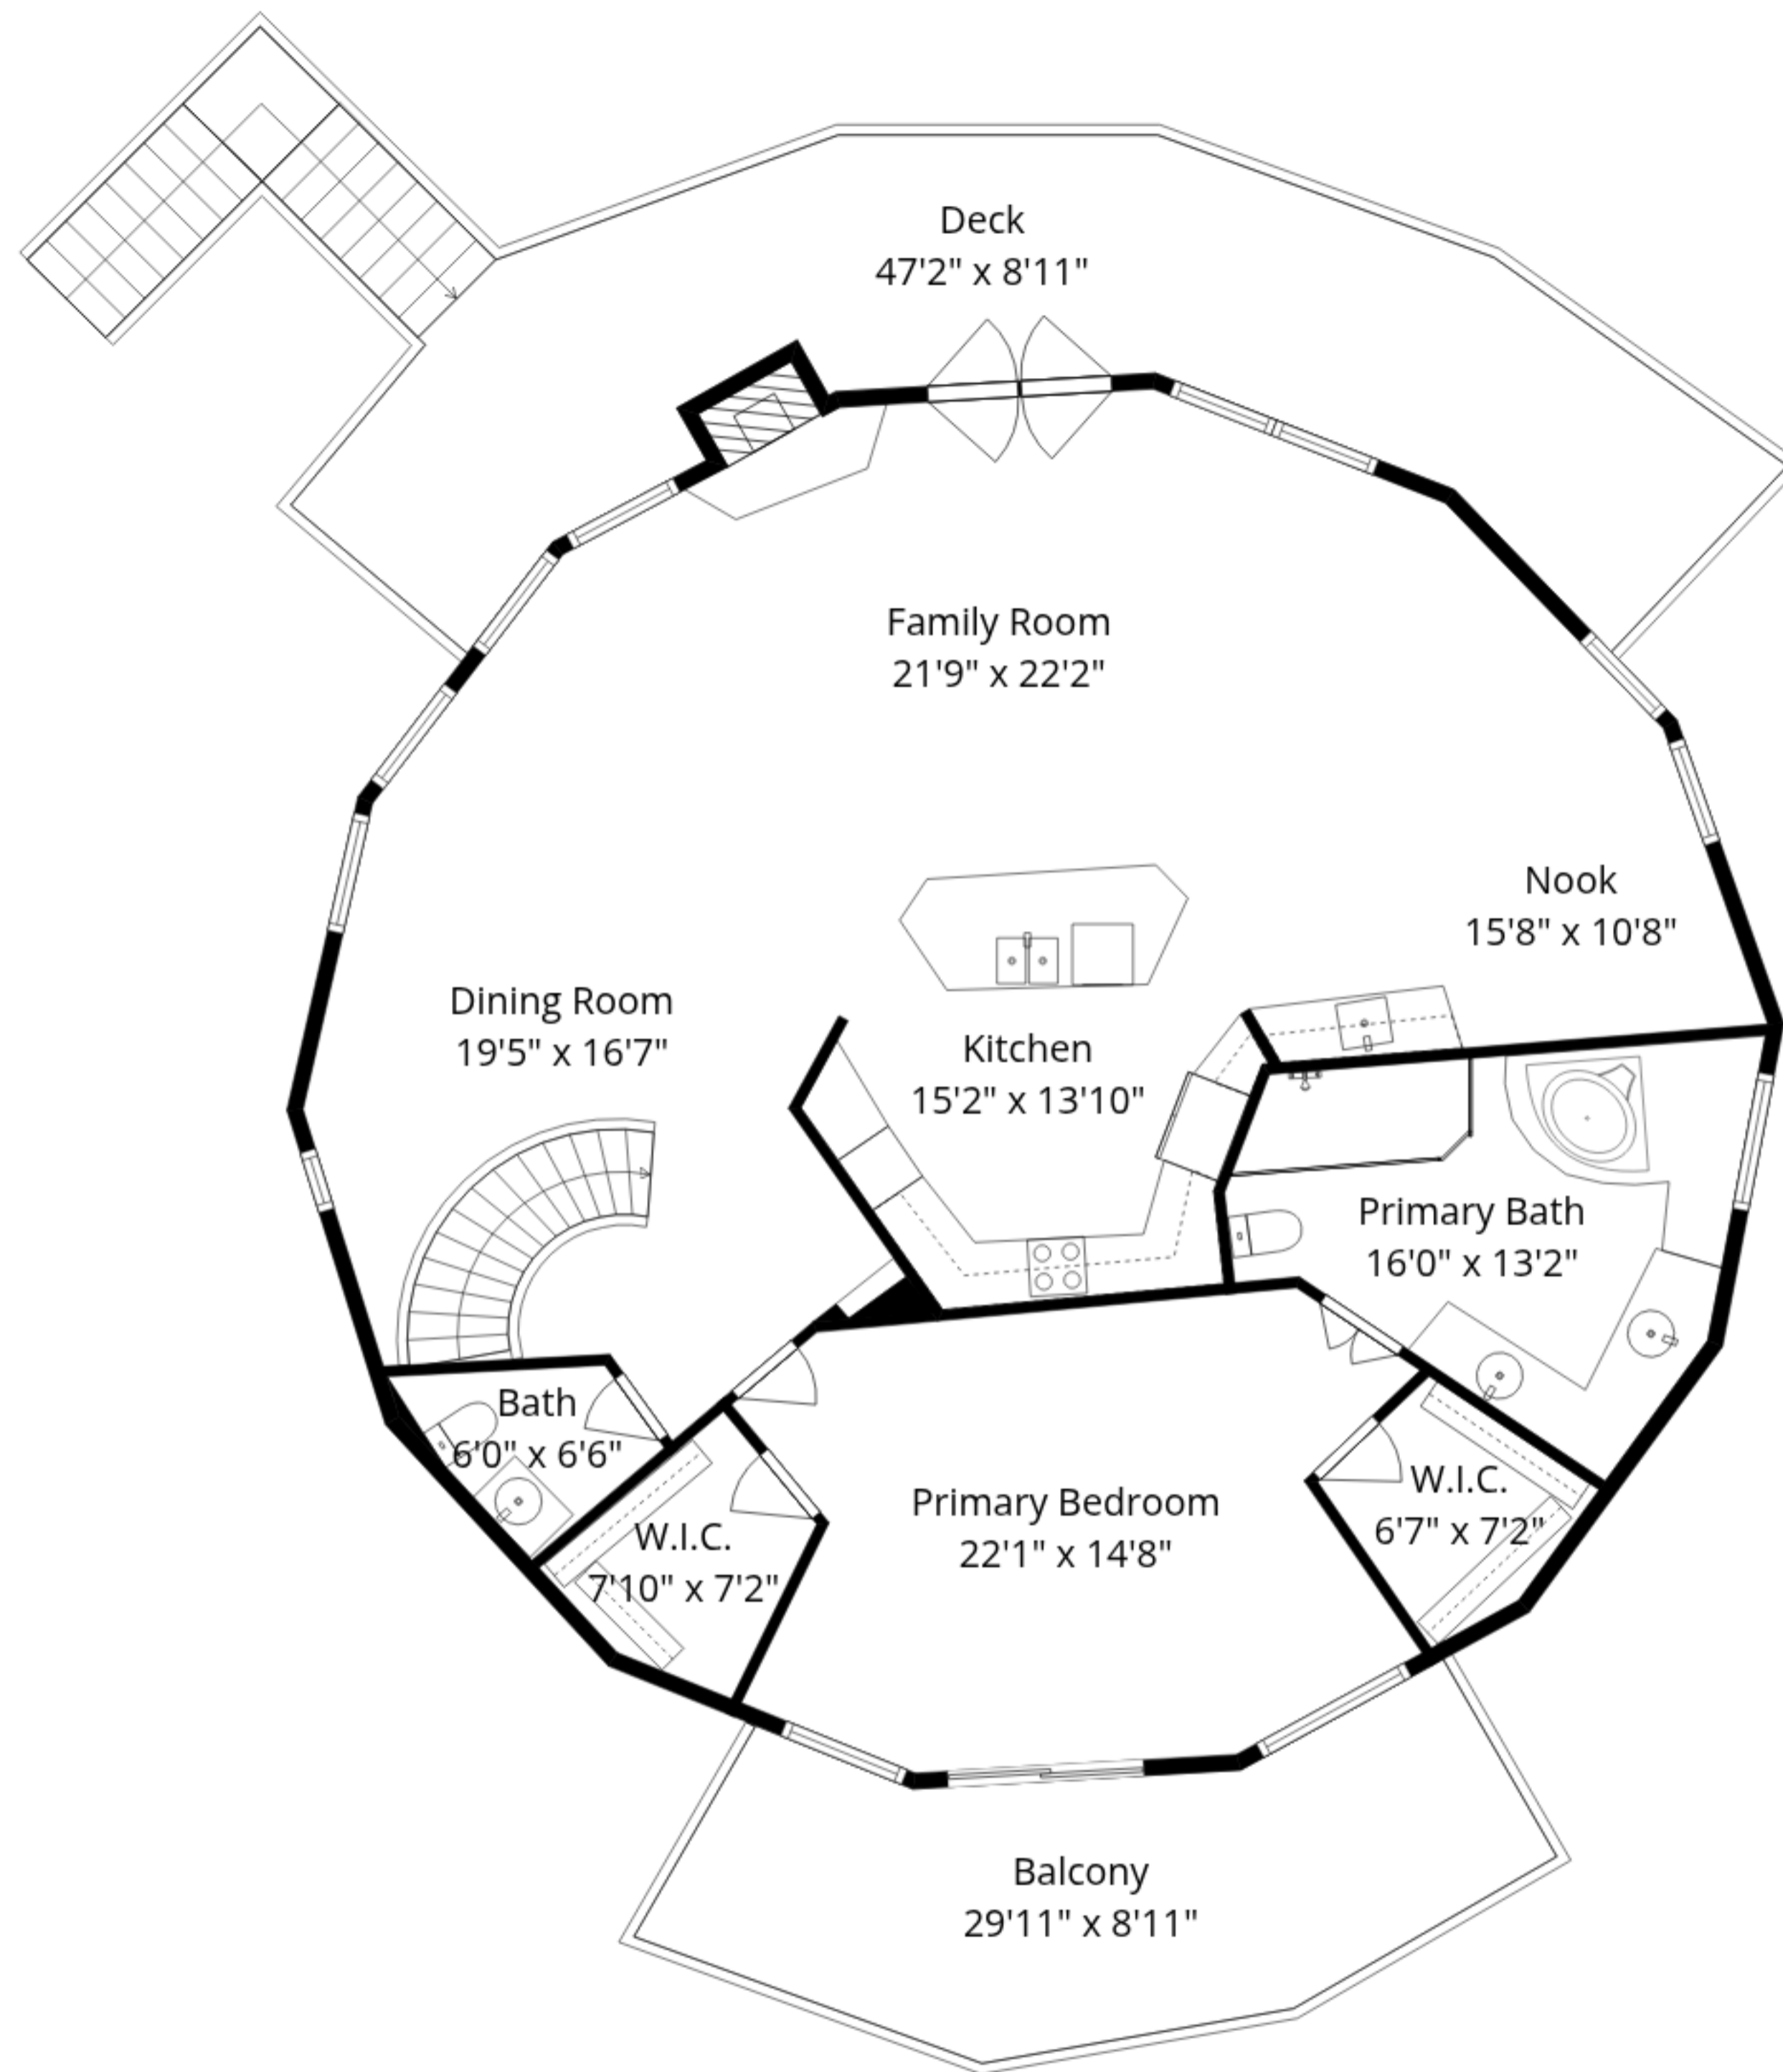 Deck
47'2" x 8'11"
Family Room
21'9" x 22'2"
Nook
15'8" x 10'8"
Dining Room
19'5" x 16'7"
Kitchen
15'2" x 13'10"
Primary Bath
16'0" x 13'2"
Bath
6'0" x 6'6"
W.I.C.
7'10" x 7'2"
Primary Bedroom
22'1" x 14'8"
W.I.C.
6'7" x 7'2"
Balcony
29'11" x 8'11"